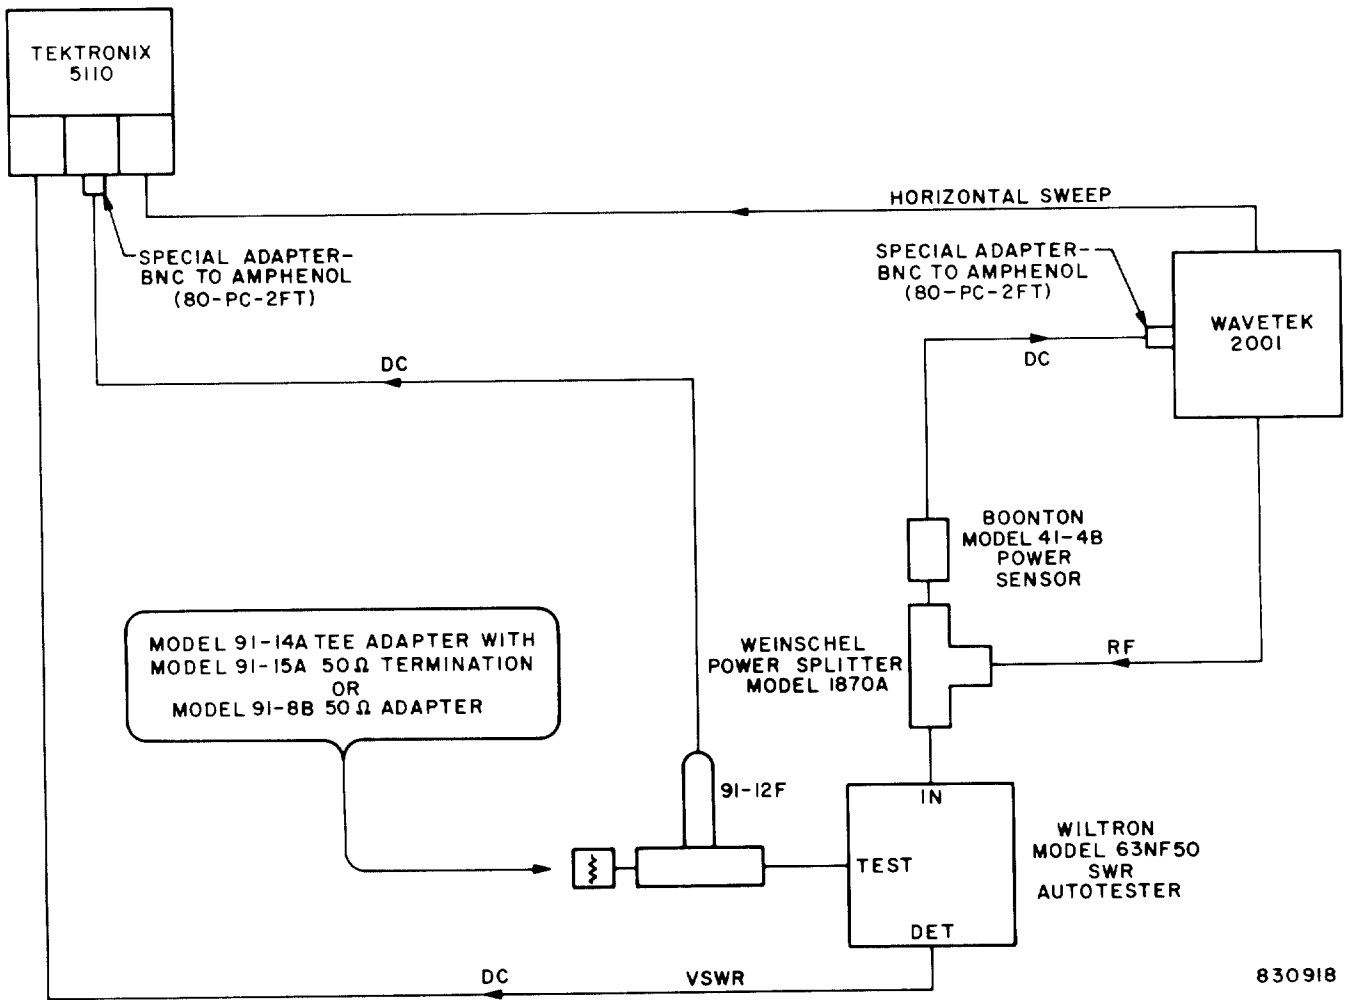 TEKTRONIX
5110
HORIZONTAL SWEEP
SPECIAL ADAPTER-
BNC TO AMPHENOL
(80-PC-2FT)
SPECIAL ADAPTER-
BNC TO AMPHENOL
(80-PC-2FT)
WAVETEK
2001
DC
DC
BOONTON
MODEL 41-4B
POWER
SENSOR
MODEL 91-14A TEE ADAPTER WITH
MODEL 91-15A 50Ω TERMINATION
OR
MODEL 91-8B 50Ω ADAPTER
WEINSCHEL
POWER SPLITTER
MODEL 1870A
RF
91-12F
IN
TEST
DET
WILTRON
MODEL 63NF50
SWR
AUTOTESTER
DC
VSWR
830918